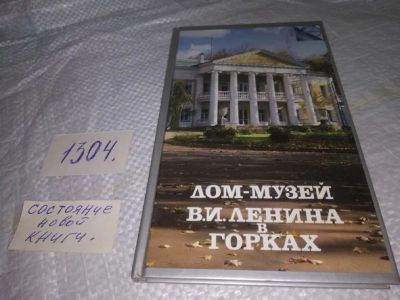 1304.
состояние
новой
книги.
ДОМ-МУЗЕЙ
В.И.ЛЕНИНА
В
ГОРКАХ